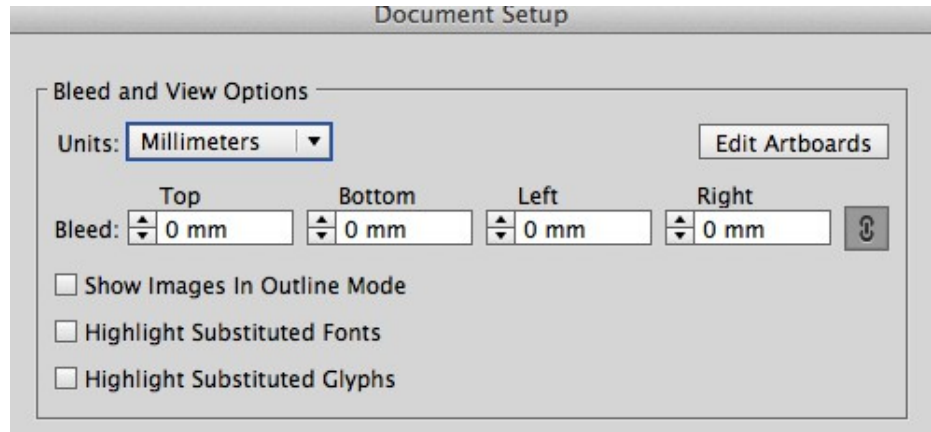 Document Setup
Bleed and View Options
Units: Millimeters Edit Artboards
Top Bottom Left Right
Bleed: 0 mm 0 mm 0 mm 0 mm
Show Images In Outline Mode
Highlight Substituted Fonts
Highlight Substituted Glyphs